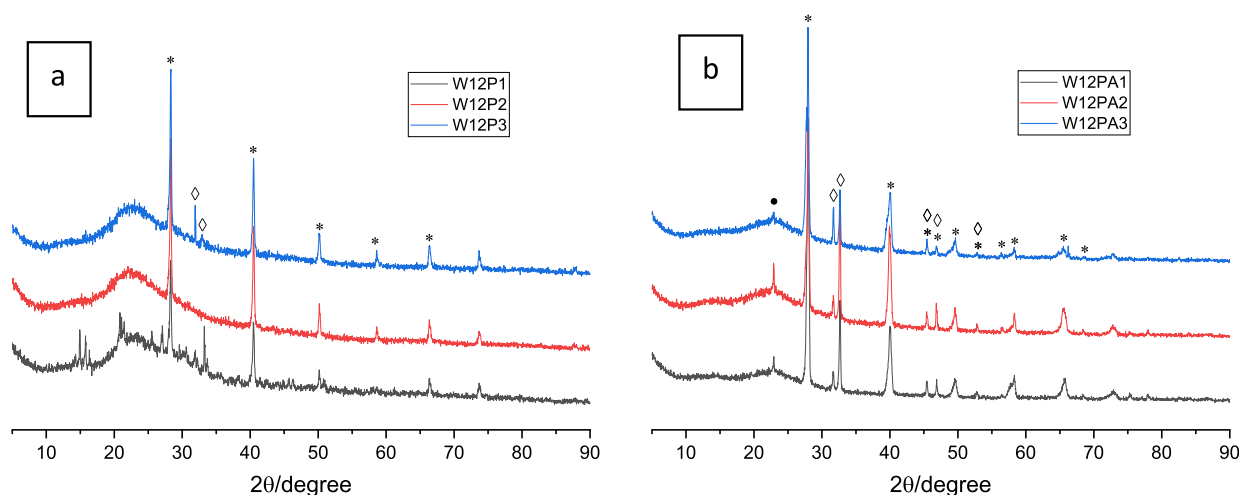 a
*
W12P1
W12P2
W12P3
*
◊
◊
*
*
*
10 20 30 40 50 60 70 80 90
2θ/degree
b
*
W12PA1
W12PA2
W12PA3
•
◊ ◊
*
◊ ◊ ◊
* * * * * * * *
10 20 30 40 50 60 70 80 90
2θ/degree